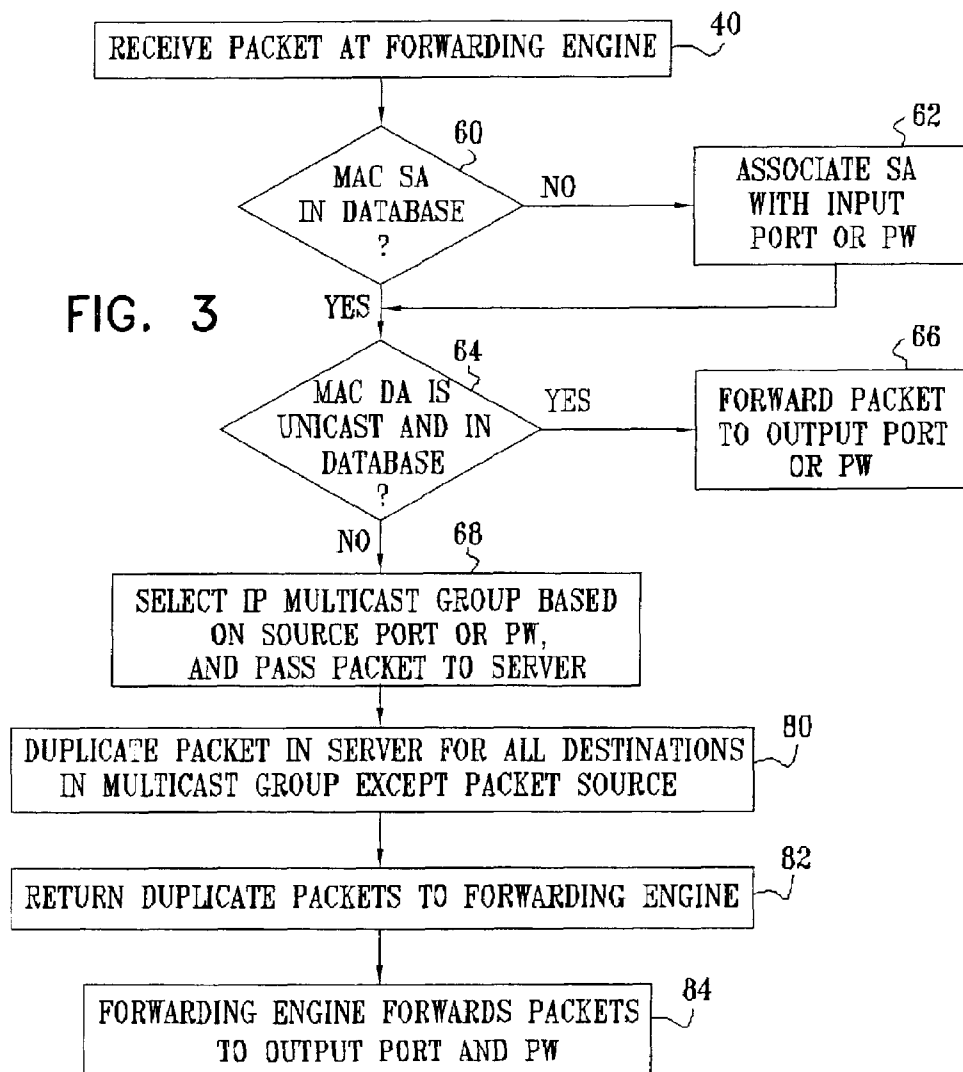 RECEIVE PACKET AT FORWARDING ENGINE
40
60
MAC SA
IN DATABASE
?
NO
62
ASSOCIATE SA
WITH INPUT
PORT OR PW
FIG. 3
YES
64
MAC DA IS
UNICAST AND IN
DATABASE
?
YES
66
FORWARD PACKET
TO OUTPUT PORT
OR PW
NO
68
SELECT IP MULTICAST GROUP BASED
ON SOURCE PORT OR PW,
AND PASS PACKET TO SERVER
80
DUPLICATE PACKET IN SERVER FOR ALL DESTINATIONS
IN MULTICAST GROUP EXCEPT PACKET SOURCE
82
RETURN DUPLICATE PACKETS TO FORWARDING ENGINE
84
FORWARDING ENGINE FORWARDS PACKETS
TO OUTPUT PORT AND PW